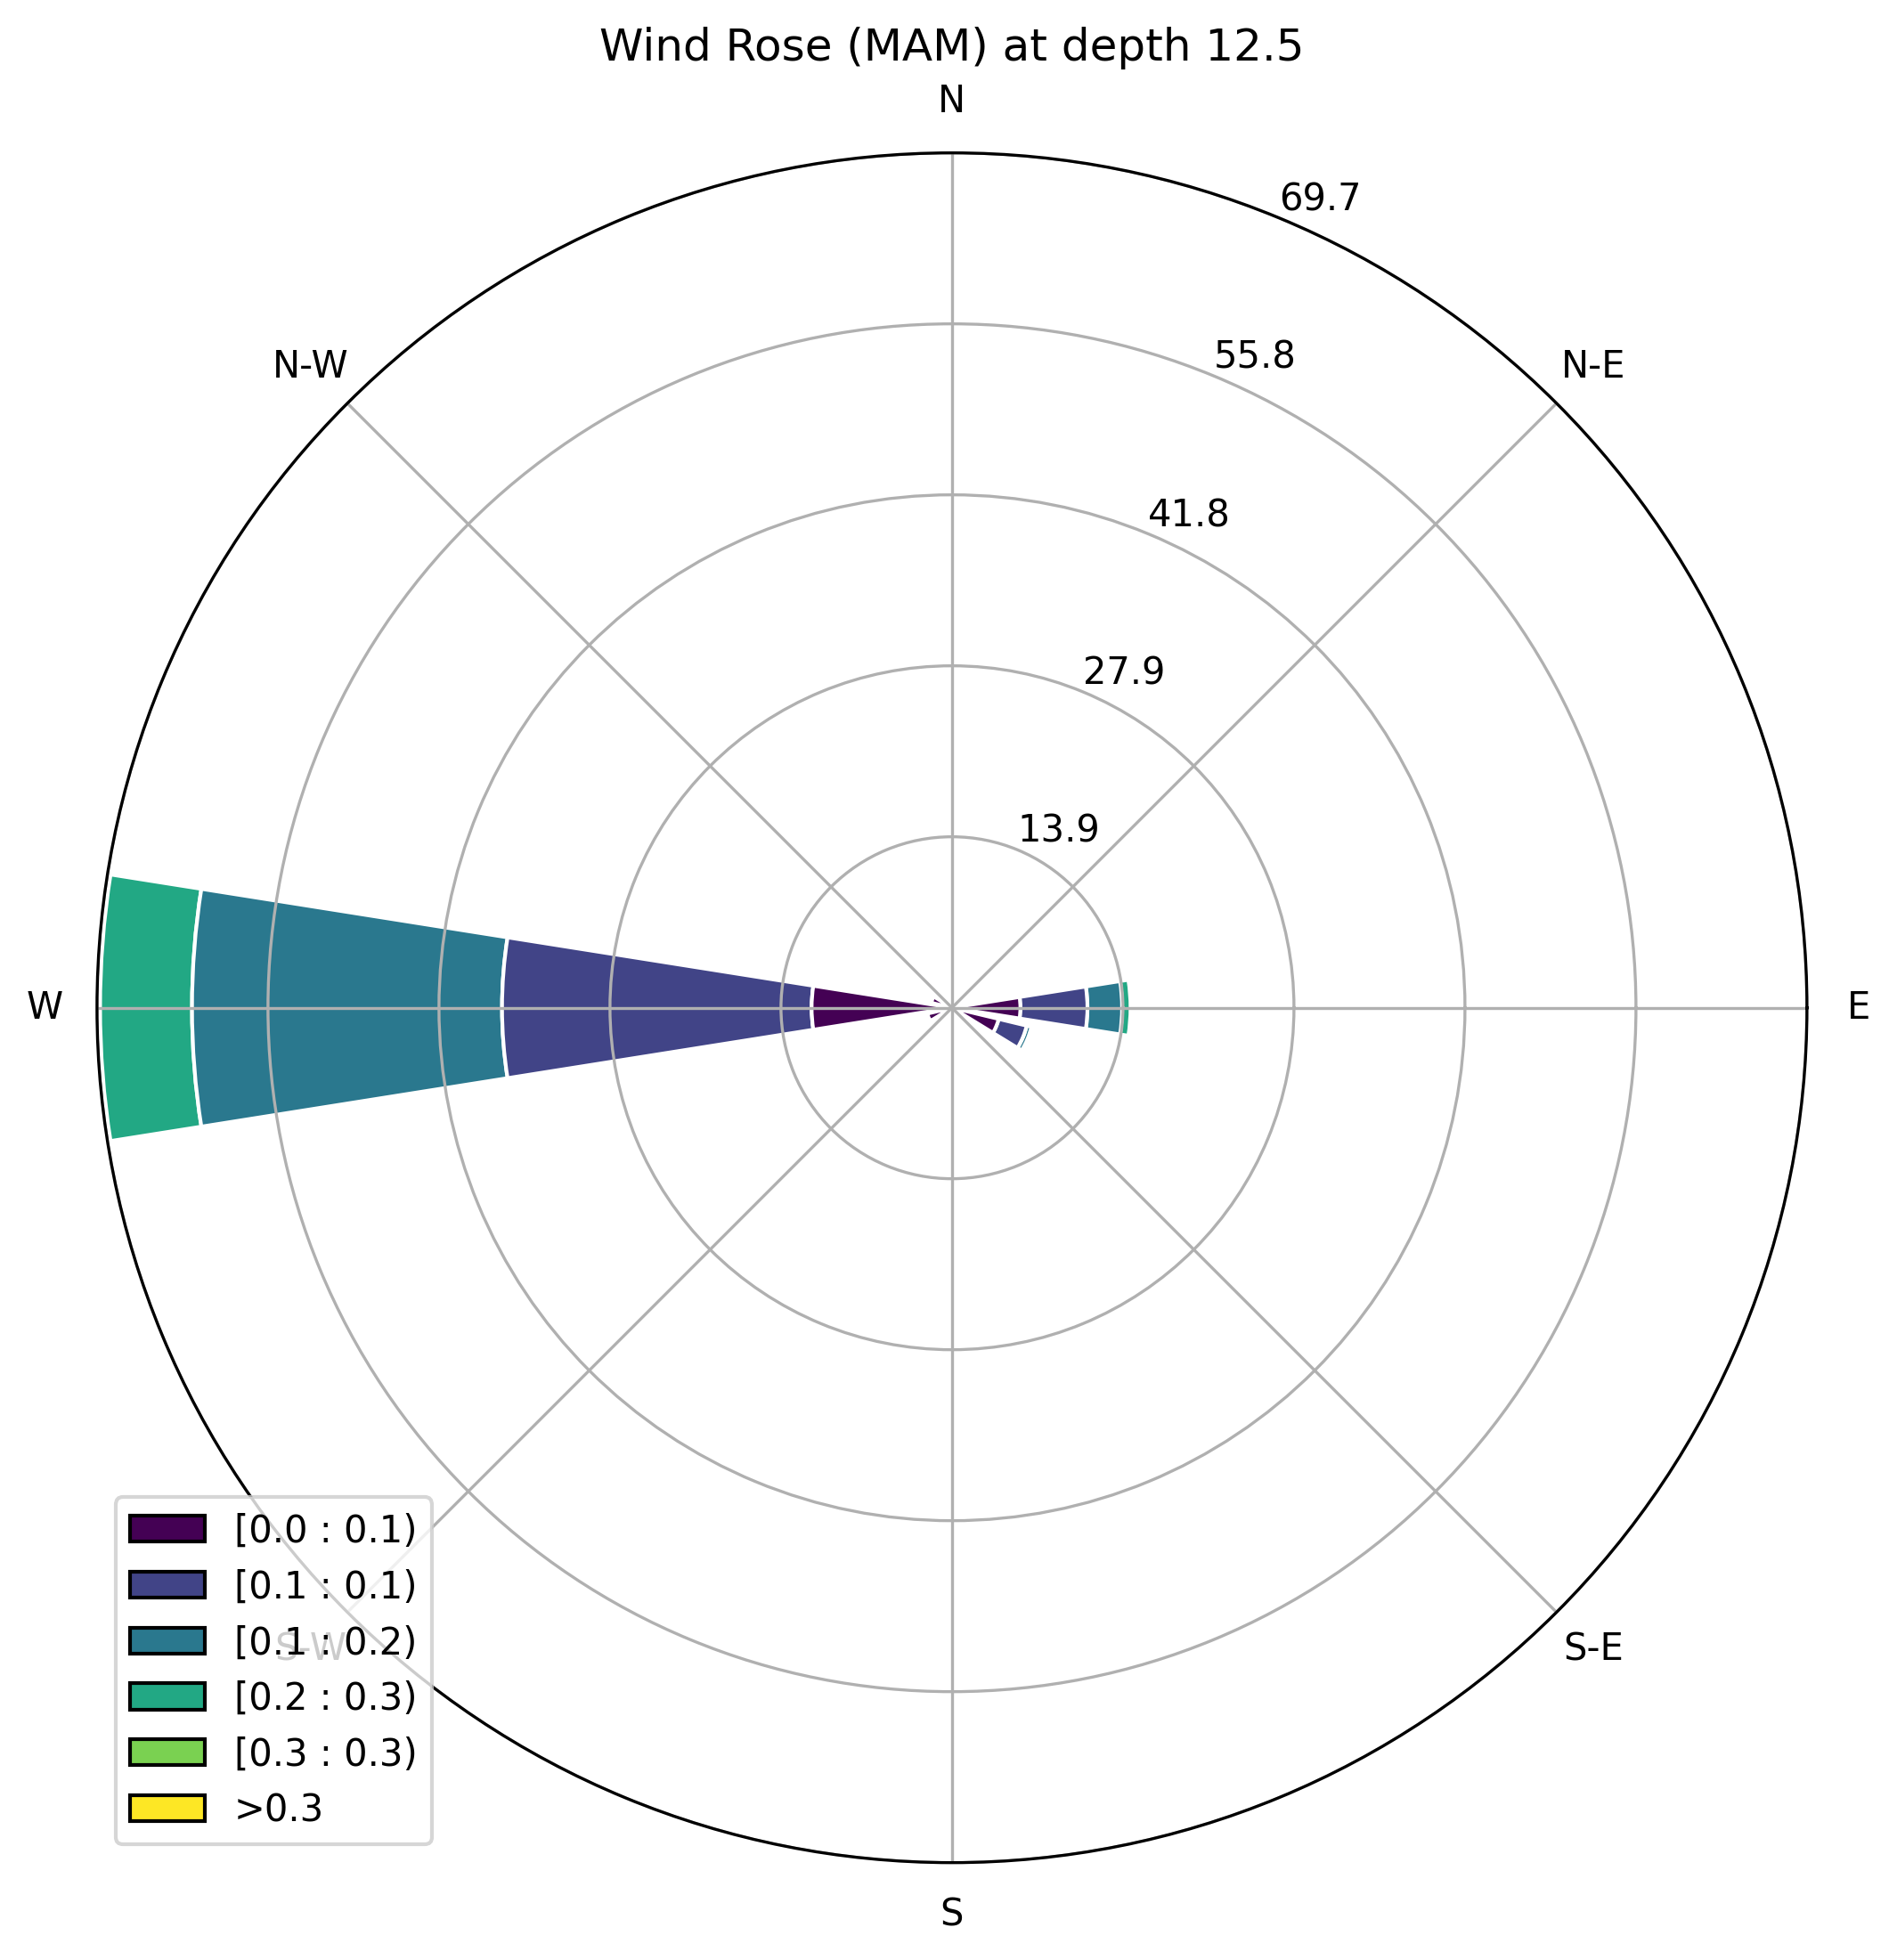 Wind Rose (MAM) at depth 12.5
N
69.7
N-W
55.8
N-E
41.8
27.9
13.9
W
E
[0.0 : 0.1)
[0.1 : 0.1)
[0.1 : 0.2)
S-W
[0.2 : 0.3)
[0.3 : 0.3)
>0.3
S-E
S